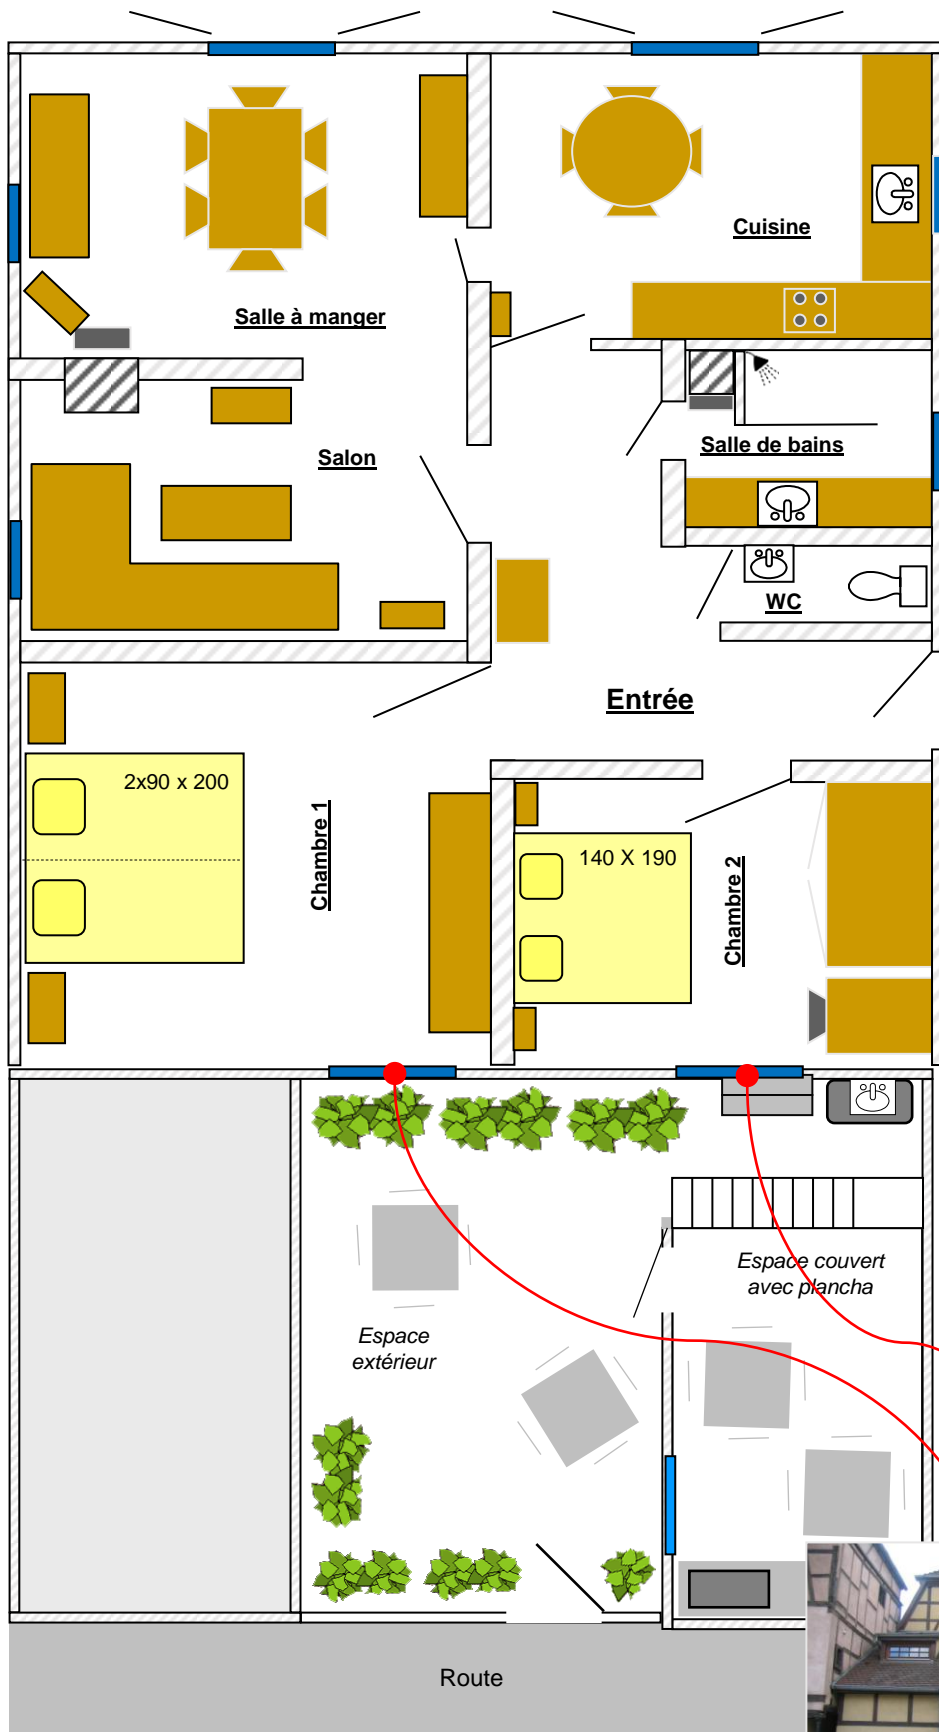 Cuisine
Salle à manger
Salle de bains
Salon
WC
Entrée
2x90 x 200
Chambre 1
140 X 190
Chambre 2
Espace couvert
avec plancha
Espace
extérieur
Route